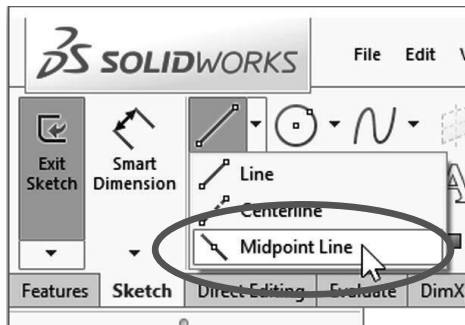 SOLIDWORKS
File Edit
Exit Sketch
Smart Dimension
Line
Centerline
Midpoint Line
Features Sketch Direct Editing Evaluate DimX